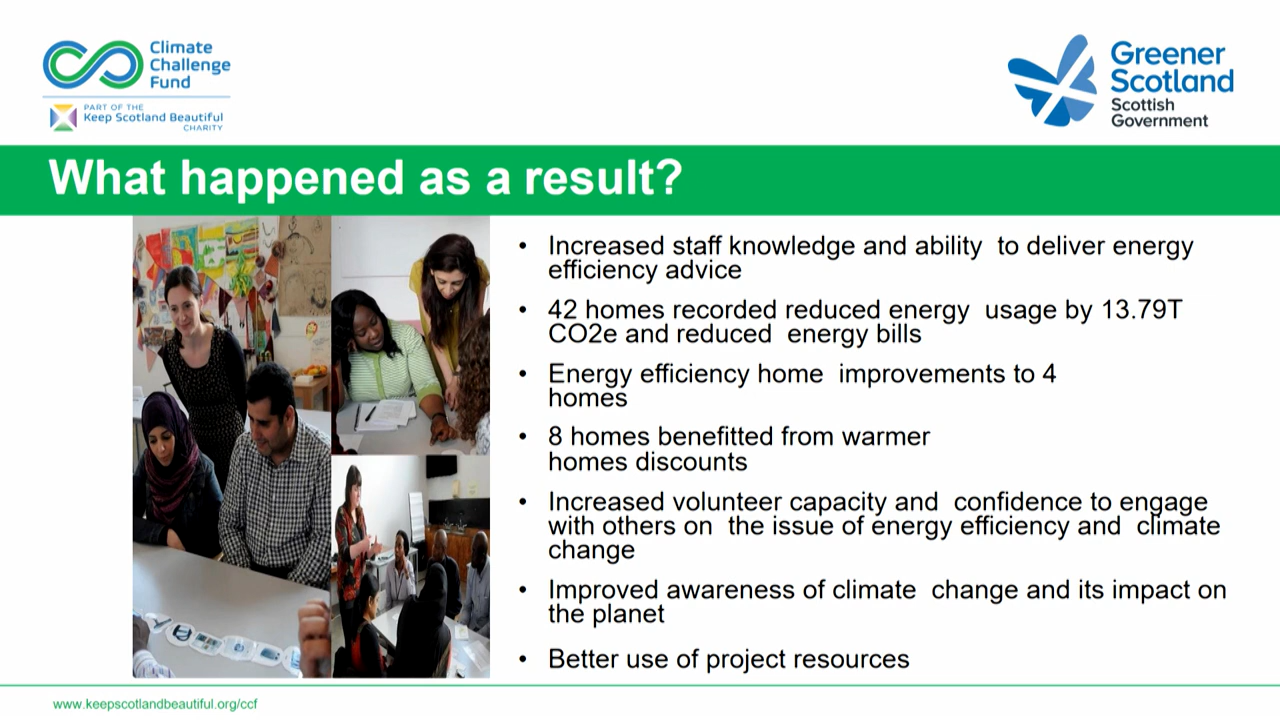 Climate
Challenge
Fund
PART OF THE
Keep Scotland Beautiful
CHARITY
Greener
Scotland
Scottish
Government
What happened as a result?
• Increased staff knowledge and ability to deliver energy
efficiency advice
• 42 homes recorded reduced energy usage by 13.79T
CO2e and reduced energy bills
• Energy efficiency home improvements to 4
homes
• 8 homes benefitted from warmer
homes discounts
• Increased volunteer capacity and confidence to engage
with others on the issue of energy efficiency and climate
change
• Improved awareness of climate change and its impact on
the planet
• Better use of project resources
www.keepscotlandbeautiful.org/ccf